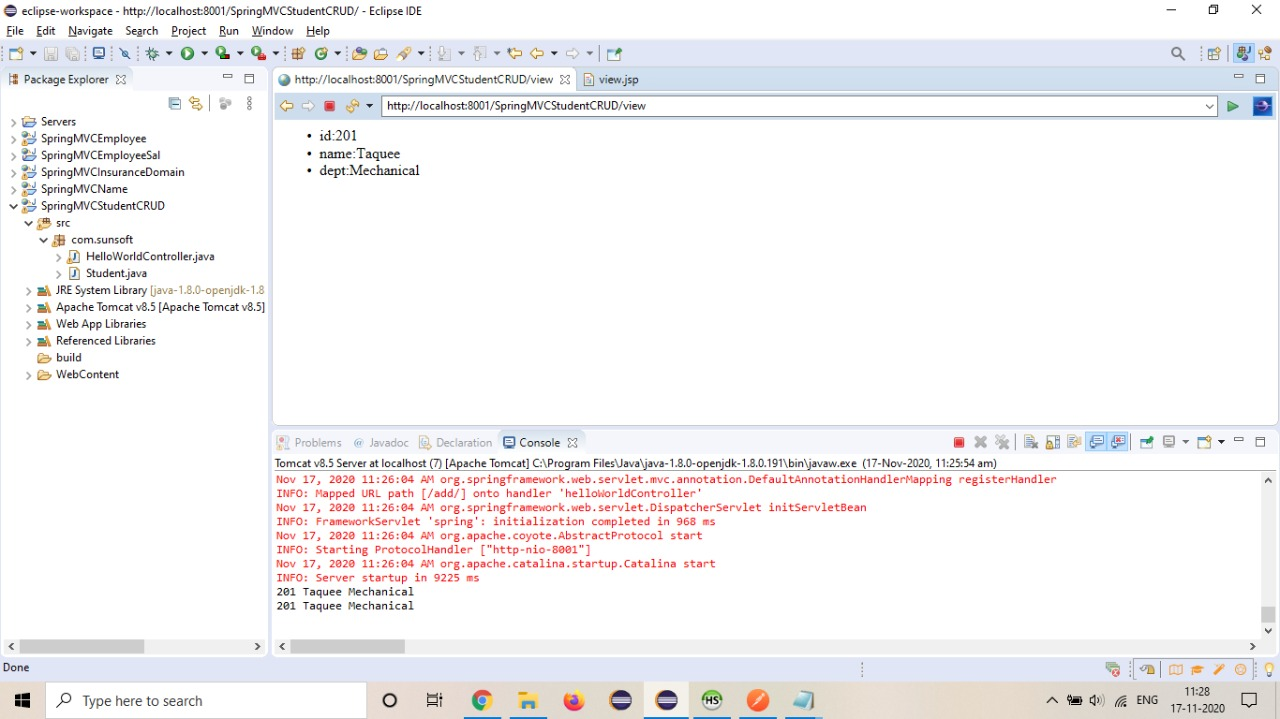 eclipse-workspace - http://localhost:8001/SpringMVCStudentCRUD/ - Eclipse IDE
File Edit Navigate Search Project Run Window Help
Package Explorer
http://localhost:8001/SpringMVCStudentCRUD/view
view.jsp
http://localhost:8001/SpringMVCStudentCRUD/view
Servers
SpringMVCEmployee
SpringMVCEmployeeSal
SpringMVCInsuranceDomain
SpringMVCName
SpringMVCStudentCRUD
src
com.sunsoft
HelloWorldController.java
Student.java
JRE System Library [java-1.8.0-openjdk-1.8
Apache Tomcat v8.5 [Apache Tomcat v8.5]
Web App Libraries
Referenced Libraries
build
WebContent
• id:201
• name:Taquee
• dept:Mechanical
Problems @ Javadoc Declaration Console
Tomcat v8.5 Server at localhost (7) [Apache Tomcat] C:\Program Files\Java\java-1.8.0-openjdk-1.8.0.191\bin\javaw.exe (17-Nov-2020, 11:25:54 am)
Nov 17, 2020 11:26:04 AM org.springframework.web.servlet.mvc.annotation.DefaultAnnotationHandlerMapping registerHandler
INFO: Mapped URL path [/add/] onto handler 'helloWorldController'
Nov 17, 2020 11:26:04 AM org.springframework.web.servlet.DispatcherServlet initServletBean
INFO: FrameworkServlet 'spring': initialization completed in 968 ms
Nov 17, 2020 11:26:04 AM org.apache.coyote.AbstractProtocol start
INFO: Starting ProtocolHandler ["http-nio-8001"]
Nov 17, 2020 11:26:04 AM org.apache.catalina.startup.Catalina start
INFO: Server startup in 9225 ms
201 Taquee Mechanical
201 Taquee Mechanical
Done
Type here to search
HS
ENG
11:28
17-11-2020